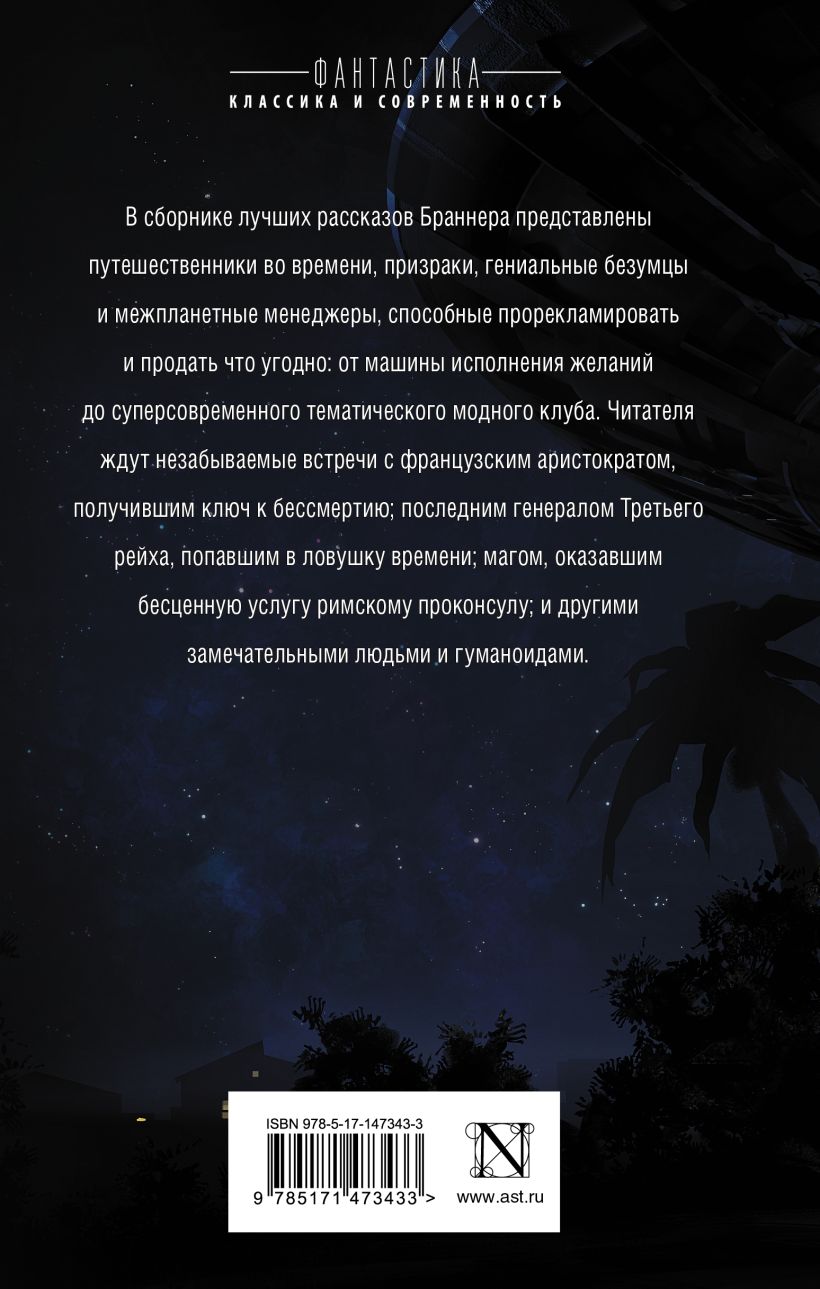 ФАНТАСТИКА
КЛАССИКА И СОВРЕМЕННОСТЬ
В сборнике лучших рассказов Браннера представлены
путешественники во времени, призраки, гениальные безумцы
и межпланетные менеджеры, способные прорекламировать
и продать что угодно: от машины исполнения желаний
до суперсовременного тематического модного клуба. Читателя
ждут незабываемые встречи с французским аристократом,
получившим ключ к бессмертию; последним генералом Третьего
рейха, попавшим в ловушку времени; магом, оказавшим
бесценную услугу римскому проконсулу; и другими
замечательными людьми и гуманоидами.
ISBN 978-5-17-147343-3
9 785171 473433 >
N
www.ast.ru